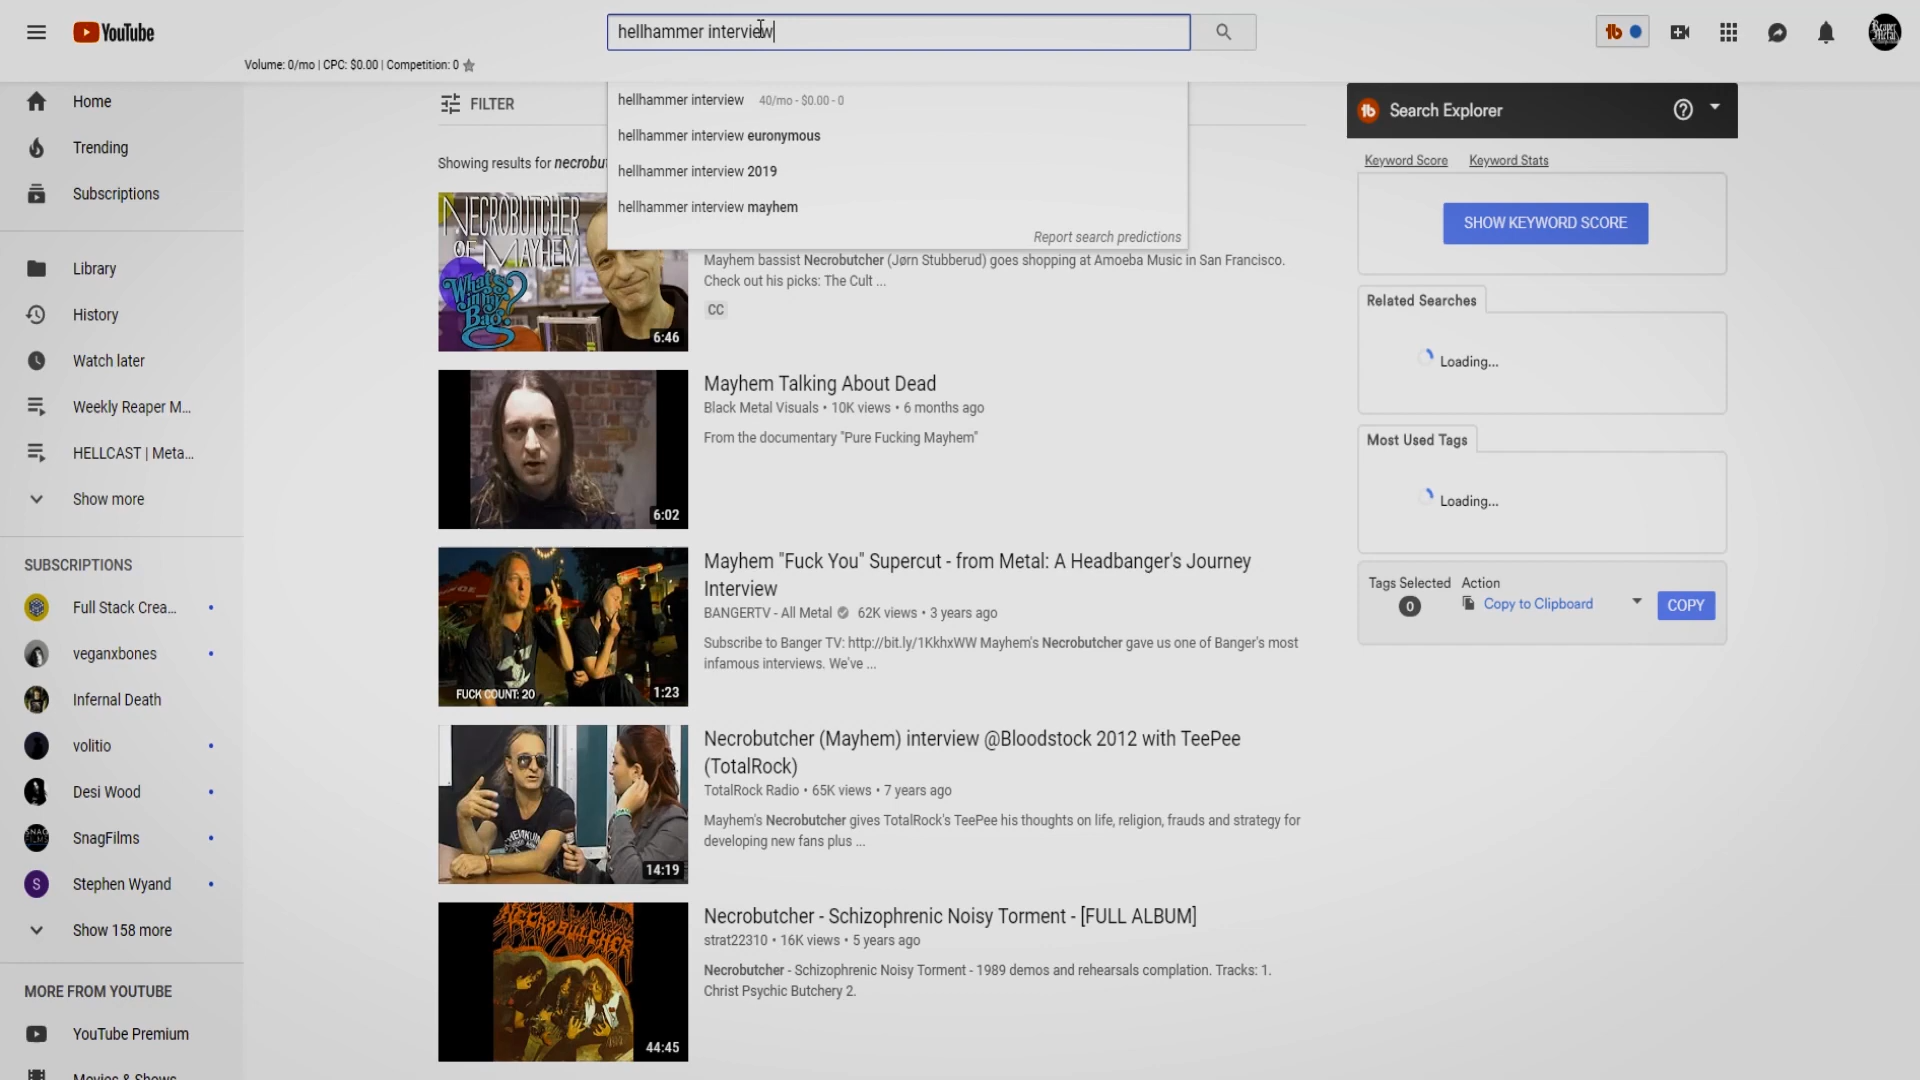 YouTube
hellhammer interview
Volume: 0/mo | CPC: $0.00 | Competition: 0
Home
Trending
Subscriptions
Library
History
Watch later
Weekly Reaper M...
HELLCAST | Meta...
Show more
SUBSCRIPTIONS
Full Stack Crea...
veganxbones
Infernal Death
volitio
Desi Wood
SnagFilms
S
Stephen Wyand
Show 158 more
MORE FROM YOUTUBE
YouTube Premium
Movies & Shows
FILTER
hellhammer interview 40/mo - $0.00 - 0
hellhammer interview euronymous
hellhammer interview 2019
hellhammer interview mayhem
Report search predictions
Showing results for necrobut
NECROBUTCHER
OF MAYHEM
What's
in my
Bag?
6:46
Mayhem bassist Necrobutcher (Jørn Stubberud) goes shopping at Amoeba Music in San Francisco.
Check out his picks: The Cult ...
CC
6:02
Mayhem Talking About Dead
Black Metal Visuals • 10K views • 6 months ago
From the documentary "Pure Fucking Mayhem"
FUCK COUNT: 20
1:23
Mayhem "Fuck You" Supercut - from Metal: A Headbanger's Journey
Interview
BANGERTV - All Metal 62K views • 3 years ago
Subscribe to Banger TV: http://bit.ly/1KkhxWW Mayhem's Necrobutcher gave us one of Banger's most
infamous interviews. We've ...
14:19
Necrobutcher (Mayhem) interview @Bloodstock 2012 with TeePee
(TotalRock)
TotalRock Radio • 65K views • 7 years ago
Mayhem's Necrobutcher gives TotalRock's TeePee his thoughts on life, religion, frauds and strategy for
developing new fans plus ...
NECROBUTCHER
44:45
Necrobutcher - Schizophrenic Noisy Torment - [FULL ALBUM]
strat22310 • 16K views • 5 years ago
Necrobutcher - Schizophrenic Noisy Torment - 1989 demos and rehearsals complation. Tracks: 1.
Christ Psychic Butchery 2.
tb
Search Explorer
Keyword Score Keyword Stats
SHOW KEYWORD SCORE
Related Searches
Loading...
Most Used Tags
Loading...
Tags Selected Action
0 Copy to Clipboard COPY